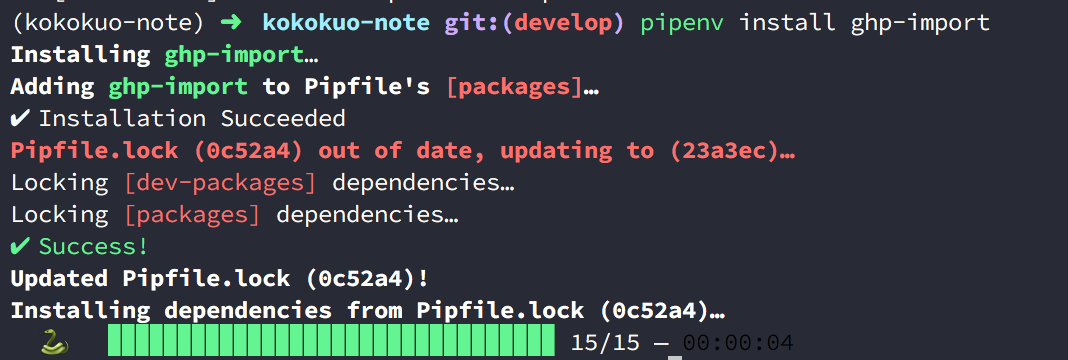 (kokokuo-note) ➜ kokokuo-note git:(develop) pipenv install ghp-import
Installing ghp-import…
Adding ghp-import to Pipfile's [packages]…
✔ Installation Succeeded
Pipfile.lock (0c52a4) out of date, updating to (23a3ec)…
Locking [dev-packages] dependencies…
Locking [packages] dependencies…
✔ Success!
Updated Pipfile.lock (0c52a4)!
Installing dependencies from Pipfile.lock (0c52a4)…
🐍 ▉▉▉▉▉▉▉▉▉▉▉▉▉▉▉▉▉▉▉▉▉▉▉▉▉▉▉▉▉▉▉▉ 15/15 — 00:00:04